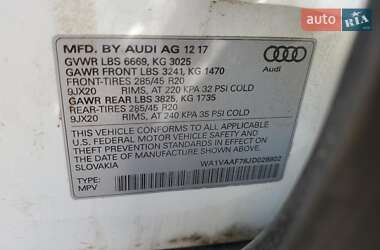 auto.RIA.com
MFD. BY AUDI AG 12 17
GVWR LBS 6669, KG 3025
GAWR FRONT LBS 3241, KG 1470
FRONT-TIRES 285/45 R20
9JX20 RIMS, AT 220 KPA 32 PSI COLD
GAWR REAR LBS 3825, KG 1735
REAR-TIRES 285/45 R20
9JX20 RIMS, AT 240 KPA 35 PSI COLD
THIS VEHICLE CONFORMS TO ALL APPLICABLE
U.S. FEDERAL MOTOR VEHICLE SAFETY
STANDARDS AND THEFT PREVENTION STANDARDS
IN EFFECT ON THE DATE OF MANUFACTURE
SHOWN ABOVE.
SLOVAKIA
TYPE:
MPV
Audi